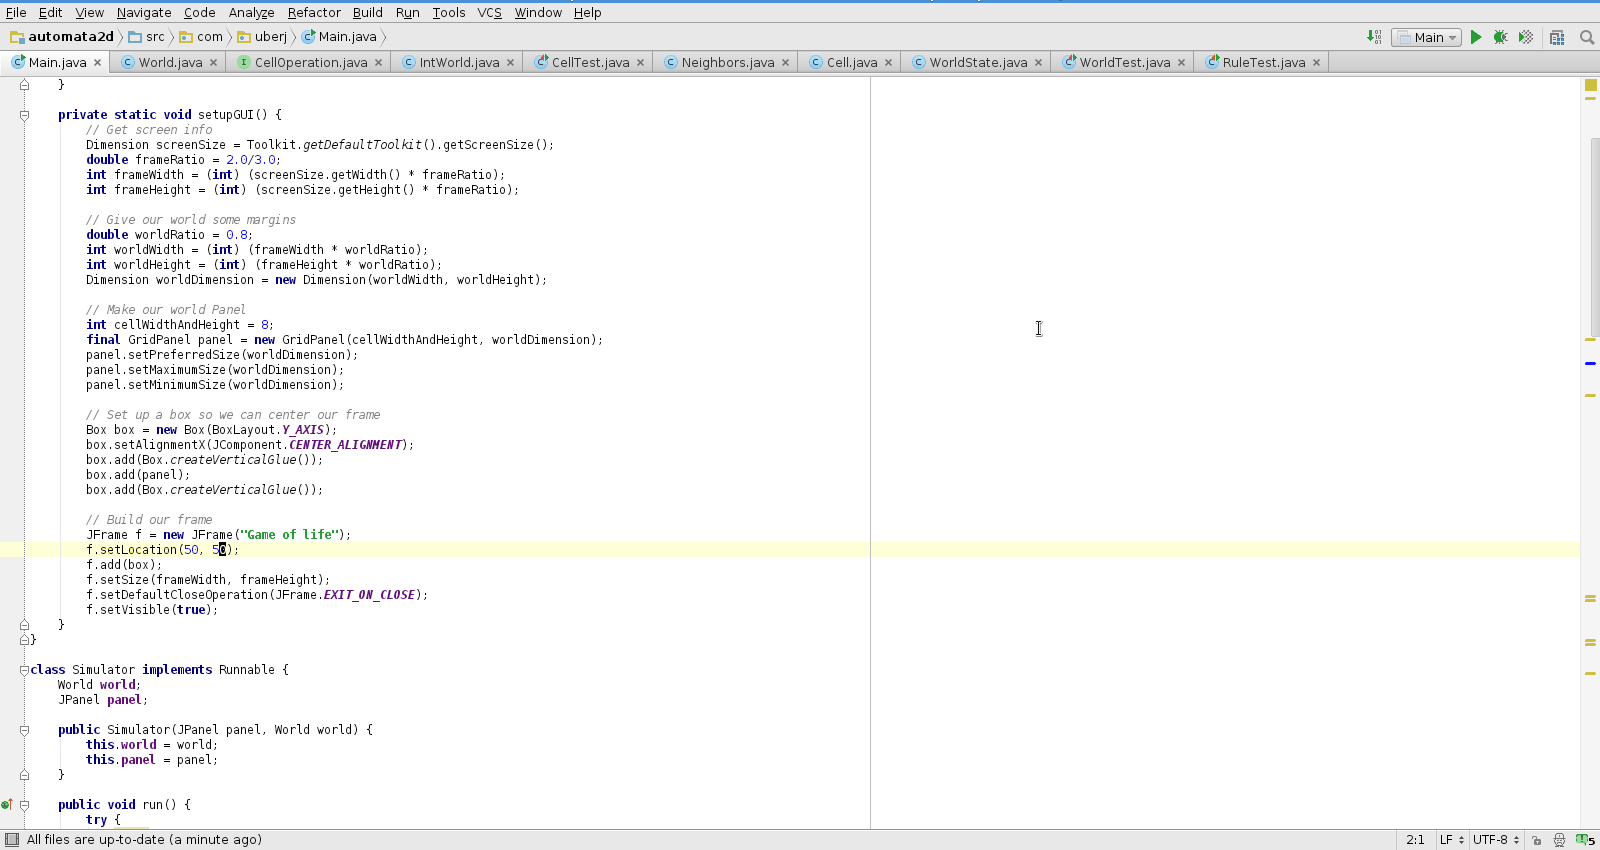 File Edit View Navigate Code Analyze Refactor Build Run Tools VCS Window Help
automata2d src com uberj Main.java Main
Main.java World.java CellOperation.java IntWorld.java CellTest.java Neighbors.java Cell.java WorldState.java WorldTest.java RuleTest.java
}
private static void setupGUI() {
// Get screen info
Dimension screenSize = Toolkit.getDefaultToolkit().getScreenSize();
double frameRatio = 2.0/3.0;
int frameWidth = (int) (screenSize.getWidth() * frameRatio);
int frameHeight = (int) (screenSize.getHeight() * frameRatio);
// Give our world some margins
double worldRatio = 0.8;
int worldWidth = (int) (frameWidth * worldRatio);
int worldHeight = (int) (frameHeight * worldRatio);
Dimension worldDimension = new Dimension(worldWidth, worldHeight);
// Make our world Panel
int cellWidthAndHeight = 8;
final GridPanel panel = new GridPanel(cellWidthAndHeight, worldDimension);
panel.setPreferredSize(worldDimension);
panel.setMaximumSize(worldDimension);
panel.setMinimumSize(worldDimension);
// Set up a box so we can center our frame
Box box = new Box(BoxLayout.Y_AXIS);
box.setAlignmentX(JComponent.CENTER_ALIGNMENT);
box.add(Box.createVerticalGlue());
box.add(panel);
box.add(Box.createVerticalGlue());
// Build our frame
JFrame f = new JFrame("Game of life");
f.setLocation(50, 50);
f.add(box);
f.setSize(frameWidth, frameHeight);
f.setDefaultCloseOperation(JFrame.EXIT_ON_CLOSE);
f.setVisible(true);
}
}
class Simulator implements Runnable {
World world;
JPanel panel;
public Simulator(JPanel panel, World world) {
this.world = world;
this.panel = panel;
}
public void run() {
try {
All files are up-to-date (a minute ago) 2:1 LF UTF-8 5